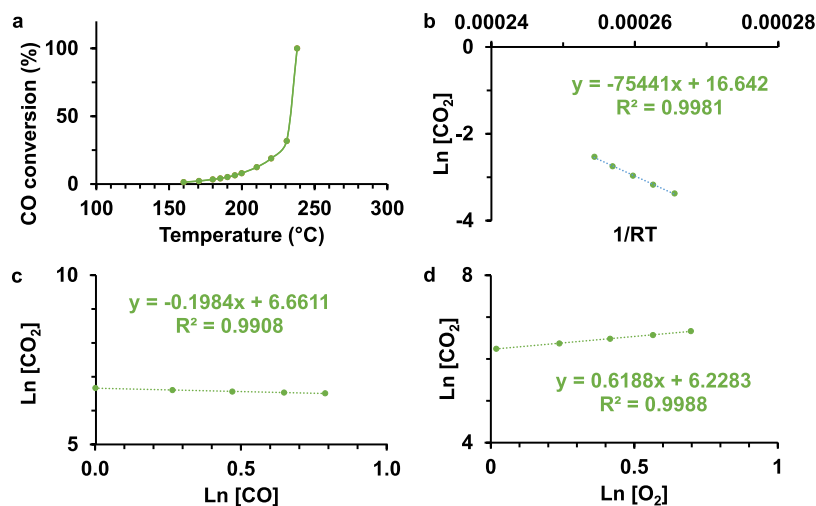 a
100
50
0
CO conversion (%)
100 150 200 250 300
Temperature (°C)
b
0.00024 0.00026 0.00028
0
-2
-4
Ln [CO₂]
y = -75441x + 16.642
R² = 0.9981
1/RT
c
10
5
Ln [CO₂]
y = -0.1984x + 6.6611
R² = 0.9908
0.0 0.5 1.0
Ln [CO]
d
8
4
Ln [CO₂]
y = 0.6188x + 6.2283
R² = 0.9988
0 0.5 1
Ln [O₂]